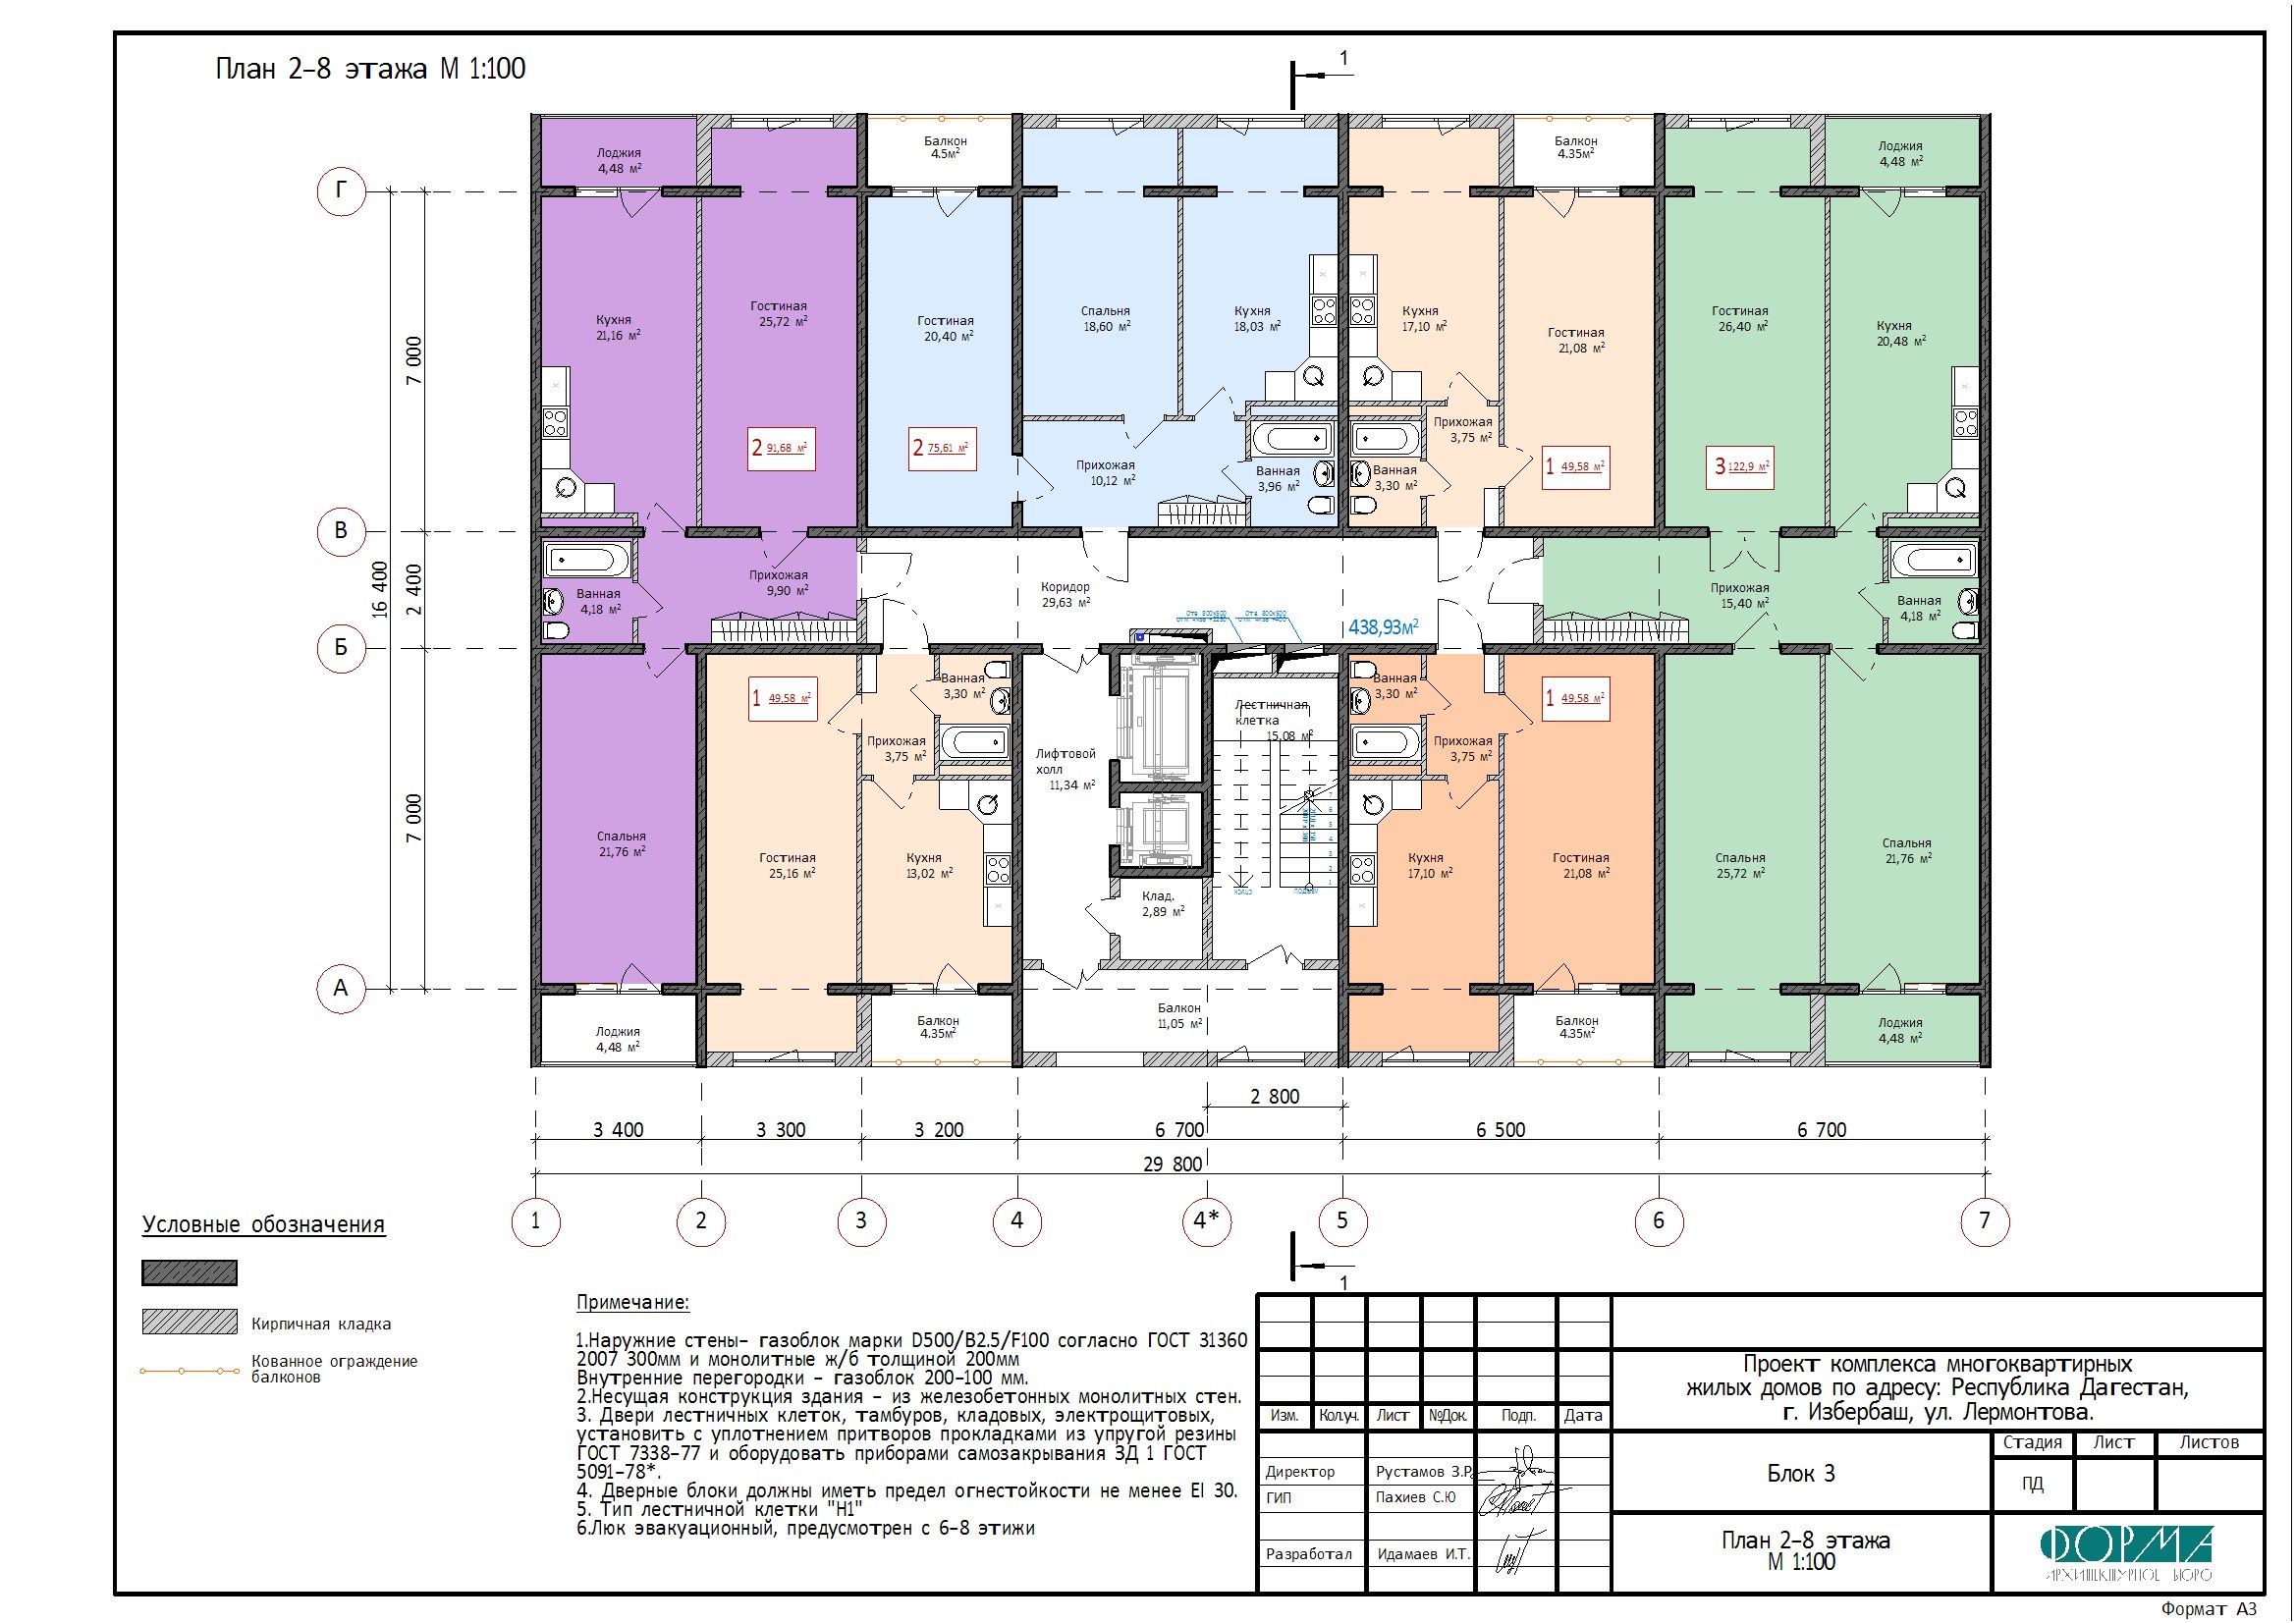 План 2-8 этажа М 1:100
1
Лоджия
4,48 м²
Балкон
4.5м²
Балкон
4.35м²
Лоджия
4,48 м²
Г
Кухня
21,16 м²
Гостиная
25,72 м²
Гостиная
20,40 м²
Спальня
18,60 м²
Кухня
18,03 м²
Кухня
17,10 м²
Гостиная
21,08 м²
Гостиная
26,40 м²
Кухня
20,48 м²
7 000
2 91,68 м²
2 75,61 м²
Прихожая
10,12 м²
Ванная
3,96 м²
Ванная
3,30 м²
Прихожая
3,75 м²
1 49,58 м²
3 122,9 м²
В
16 400
2 400
Ванная
4,18 м²
Прихожая
9,90 м²
Коридор
29,63 м²
438,93м²
Прихожая
15,40 м²
Ванная
4,18 м²
Б
1 49,58 м²
Ванная
3,30 м²
Прихожая
3,75 м²
Лифтовой
холл
11,34 м²
Лестничная
клетка
15,08 м²
Ванная
3,30 м²
Прихожая
3,75 м²
1 49,58 м²
7 000
Спальня
21,76 м²
Гостиная
25,16 м²
Кухня
13,02 м²
Клад.
2,89 м²
Кухня
17,10 м²
Гостиная
21,08 м²
Спальня
25,72 м²
Спальня
21,76 м²
А
Лоджия
4,48 м²
Балкон
4.35м²
Балкон
11,05 м²
Балкон
4.35м²
Лоджия
4,48 м²
2 800
3 400
3 300
3 200
6 700
6 500
6 700
29 800
1
2
3
4
4*
5
6
7
1
Условные обозначения
Кирпичная кладка
Кованное ограждение
балконов
Примечание:
1.Наружние стены- газоблок марки D500/B2.5/F100 согласно ГОСТ 31360
2007 300мм и монолитные ж/б толщиной 200мм
Внутренние перегородки - газоблок 200-100 мм.
2.Несущая конструкция здания - из железобетонных монолитных стен.
3. Двери лестничных клеток, тамбуров, кладовых, электрощитовых,
установить с уплотнением притворов прокладками из упругой резины
ГОСТ 7338-77 и оборудовать приборами самозакрывания ЗД 1 ГОСТ
5091-78*.
4. Дверные блоки должны иметь предел огнестойкости не менее EI 30.
5. Тип лестничной клетки "Н1"
6.Люк эвакуационный, предусмотрен с 6-8 этижи
Проект комплекса многоквартирных
жилых домов по адресу: Республика Дагестан,
г. Избербаш, ул. Лермонтова.
Изм. Кол.уч. Лист №Док. Подп. Дата
Стадия Лист Листов
Директор Рустамов З.Р.
ГИП Пахиев С.Ю
Разработал Идамаев И.Т.
Блок 3
ПД
План 2-8 этажа
М 1:100
ФОРМА
АРХИТЕКТУРНОЕ БЮРО
Формат А3